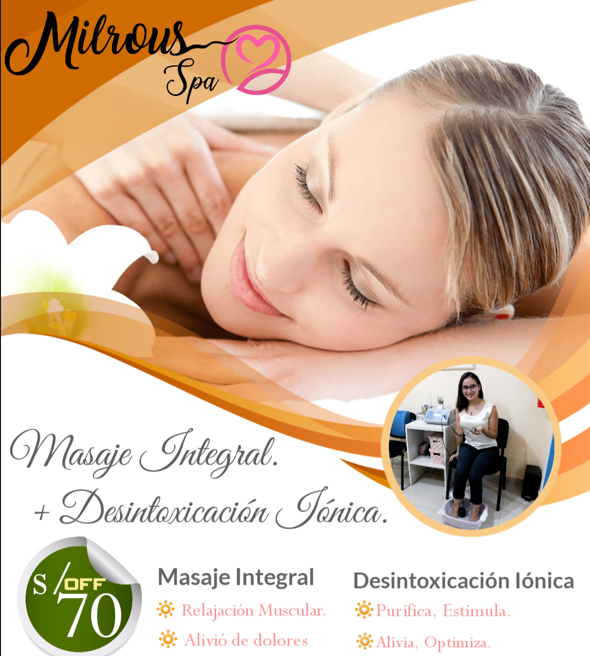 Milrous
Spa
Masaje Integral.
+ Desintoxicación Iónica.
S/OFF
70
Masaje Integral
Relajación Muscular.
Alivió de dolores
Desintoxicación Iónica
Purifica, Estimula.
Alivia, Optimiza.